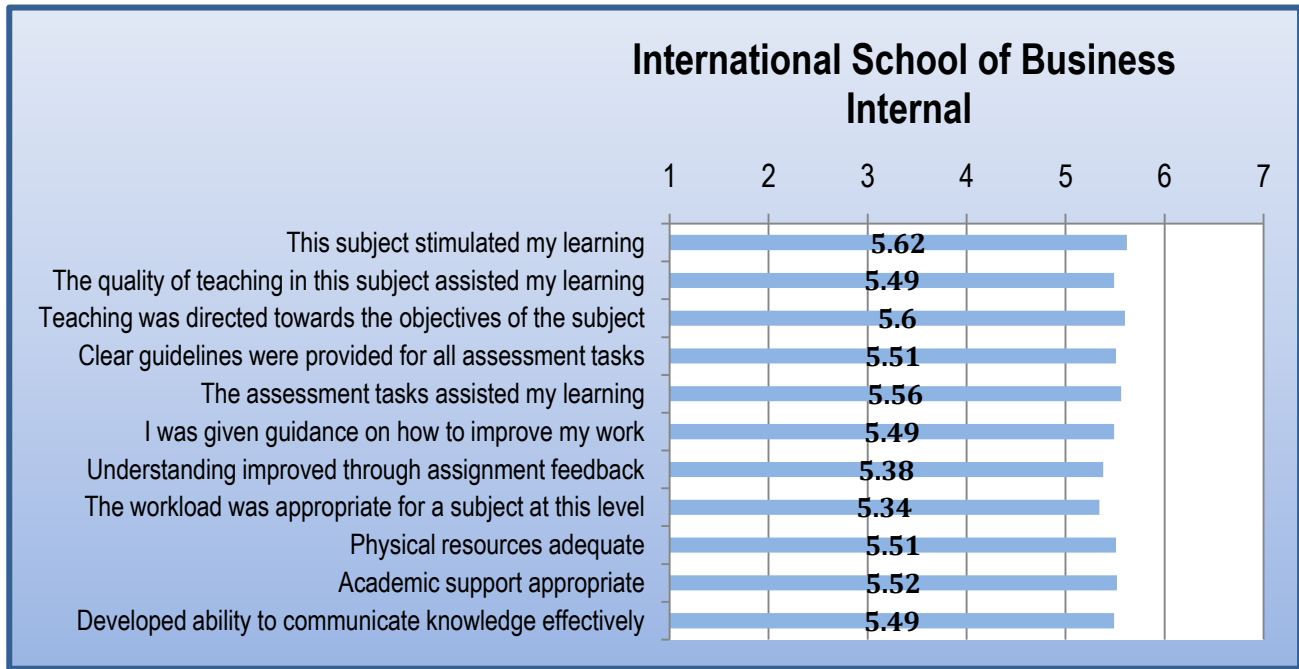 International School of Business
Internal
1 2 3 4 5 6 7
This subject stimulated my learning 5.62
The quality of teaching in this subject assisted my learning 5.49
Teaching was directed towards the objectives of the subject 5.6
Clear guidelines were provided for all assessment tasks 5.51
The assessment tasks assisted my learning 5.56
I was given guidance on how to improve my work 5.49
Understanding improved through assignment feedback 5.38
The workload was appropriate for a subject at this level 5.34
Physical resources adequate 5.51
Academic support appropriate 5.52
Developed ability to communicate knowledge effectively 5.49